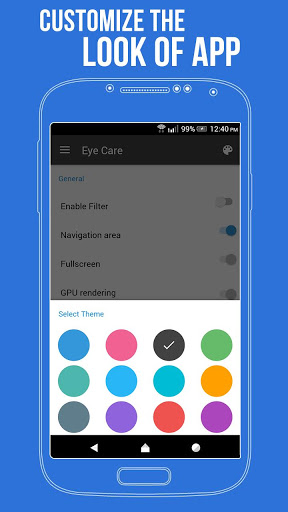 CUSTOMIZE THE
LOOK OF APP
99% 12:40 PM
Eye Care
General
Enable Filter
Navigation area
Fullscreen
GPU rendering
Select Theme